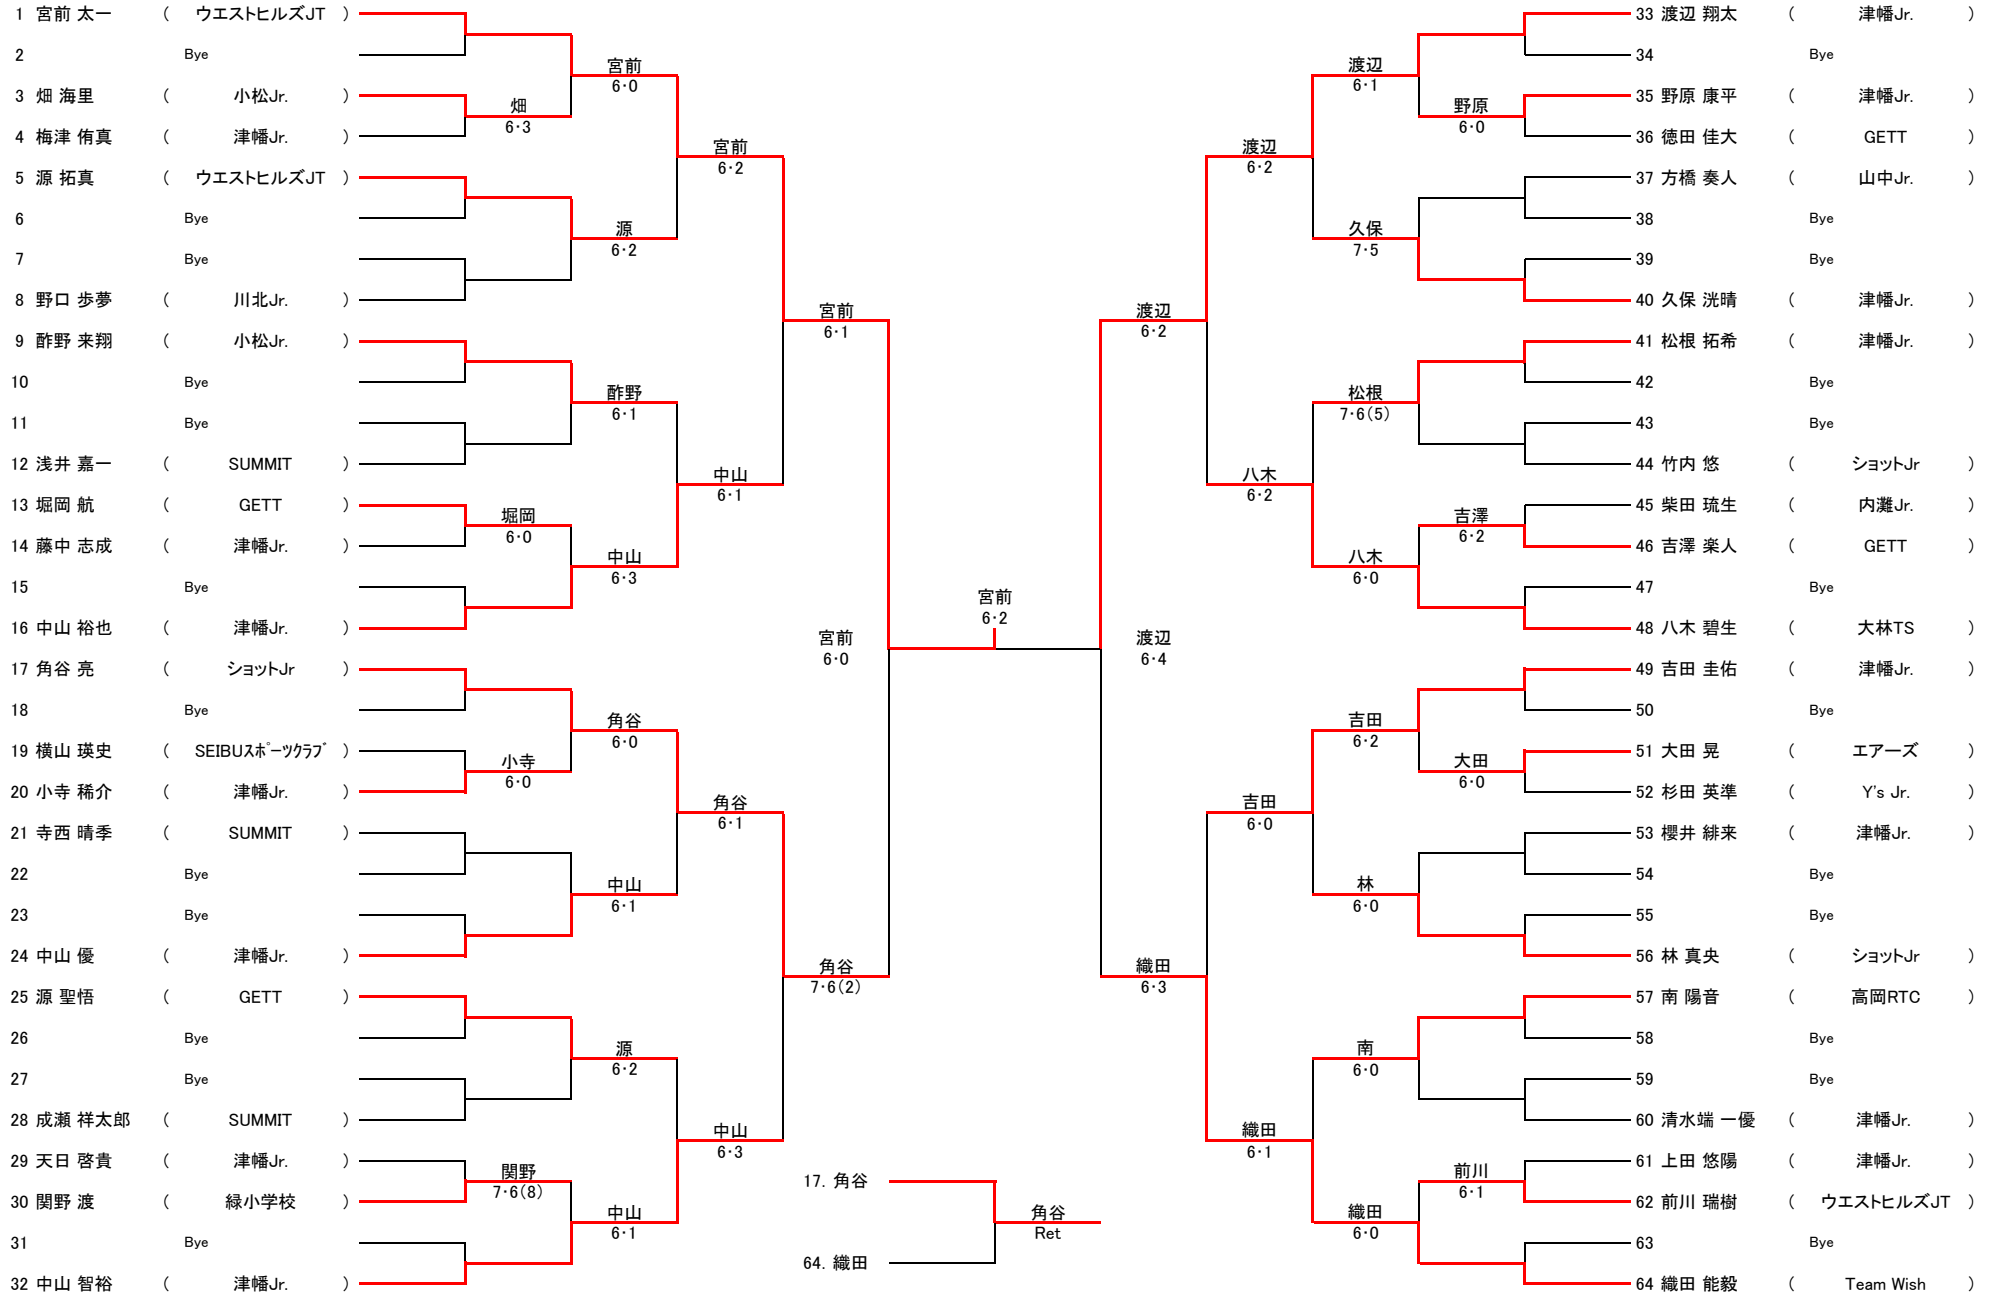 1 宮前 太一 ( ウエストヒルズJT )
2 Bye
3 畑 海里 ( 小松Jr. )
4 梅津 侑真 ( 津幡Jr. )
5 源 拓真 ( ウエストヒルズJT )
6 Bye
7 Bye
8 野口 歩夢 ( 川北Jr. )
9 酢野 来翔 ( 小松Jr. )
10 Bye
11 Bye
12 浅井 嘉一 ( SUMMIT )
13 堀岡 航 ( GETT )
14 藤中 志成 ( 津幡Jr. )
15 Bye
16 中山 裕也 ( 津幡Jr. )
17 角谷 亮 ( ショットJr )
18 Bye
19 横山 瑛史 ( SEIBUスポーツクラブ )
20 小寺 稀介 ( 津幡Jr. )
21 寺西 晴季 ( SUMMIT )
22 Bye
23 Bye
24 中山 優 ( 津幡Jr. )
25 源 聖悟 ( GETT )
26 Bye
27 Bye
28 成瀬 祥太郎 ( SUMMIT )
29 天日 啓貴 ( 津幡Jr. )
30 関野 渡 ( 緑小学校 )
31 Bye
32 中山 智裕 ( 津幡Jr. )
畑
6・3
堀岡
6・0
小寺
6・0
関野
7・6(8)
宮前
6・0
源
6・2
酢野
6・1
中山
6・3
角谷
6・0
中山
6・1
源
6・2
中山
6・1
宮前
6・2
中山
6・1
角谷
6・1
中山
6・3
宮前
6・1
角谷
7・6(2)
宮前
6・0
宮前
6・2
渡辺
6・4
17. 角谷
64. 織田
角谷
Ret
渡辺
6・2
織田
6・3
渡辺
6・2
八木
6・2
吉田
6・0
織田
6・1
渡辺
6・1
久保
7・5
松根
7・6(5)
八木
6・0
吉田
6・2
林
6・0
南
6・0
織田
6・0
野原
6・0
吉澤
6・2
大田
6・0
前川
6・1
33 渡辺 翔太 ( 津幡Jr. )
34 Bye
35 野原 康平 ( 津幡Jr. )
36 徳田 佳大 ( GETT )
37 方橋 奏人 ( 山中Jr. )
38 Bye
39 Bye
40 久保 洸晴 ( 津幡Jr. )
41 松根 拓希 ( 津幡Jr. )
42 Bye
43 Bye
44 竹内 悠 ( ショットJr )
45 柴田 琉生 ( 内灘Jr. )
46 吉澤 楽人 ( GETT )
47 Bye
48 八木 碧生 ( 大林TS )
49 吉田 圭佑 ( 津幡Jr. )
50 Bye
51 大田 晃 ( エアーズ )
52 杉田 英準 ( Y's Jr. )
53 櫻井 緋来 ( 津幡Jr. )
54 Bye
55 Bye
56 林 真央 ( ショットJr )
57 南 陽音 ( 高岡RTC )
58 Bye
59 Bye
60 清水端 一優 ( 津幡Jr. )
61 上田 悠陽 ( 津幡Jr. )
62 前川 瑞樹 ( ウエストヒルズJT )
63 Bye
64 織田 能毅 ( Team Wish )